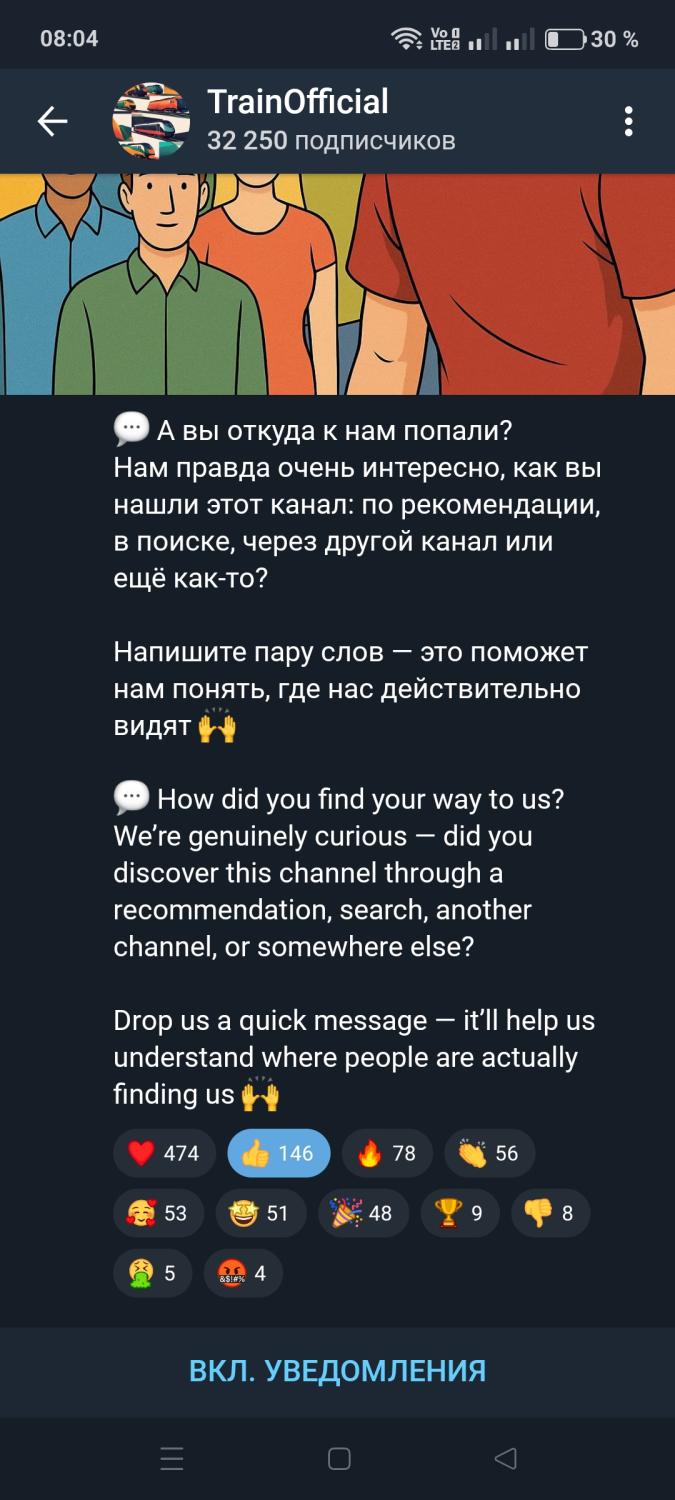 08:04
Vo 1
LTE2
30 %
TrainOfficial
32 250 подписчиков
💬 А вы откуда к нам попали?
Нам правда очень интересно, как вы
нашли этот канал: по рекомендации,
в поиске, через другой канал или
ещё как-то?
Напишите пару слов — это поможет
нам понять, где нас действительно
видят 🙌
💬 How did you find your way to us?
We’re genuinely curious — did you
discover this channel through a
recommendation, search, another
channel, or somewhere else?
Drop us a quick message — it’ll help us
understand where people are actually
finding us 🙌
❤️ 474 👍 146 🔥 78 👏 56
🥰 53 🤩 51 🎉 48 🏆 9 👎 8
🤮 5 🤬 4
ВКЛ. УВЕДОМЛЕНИЯ